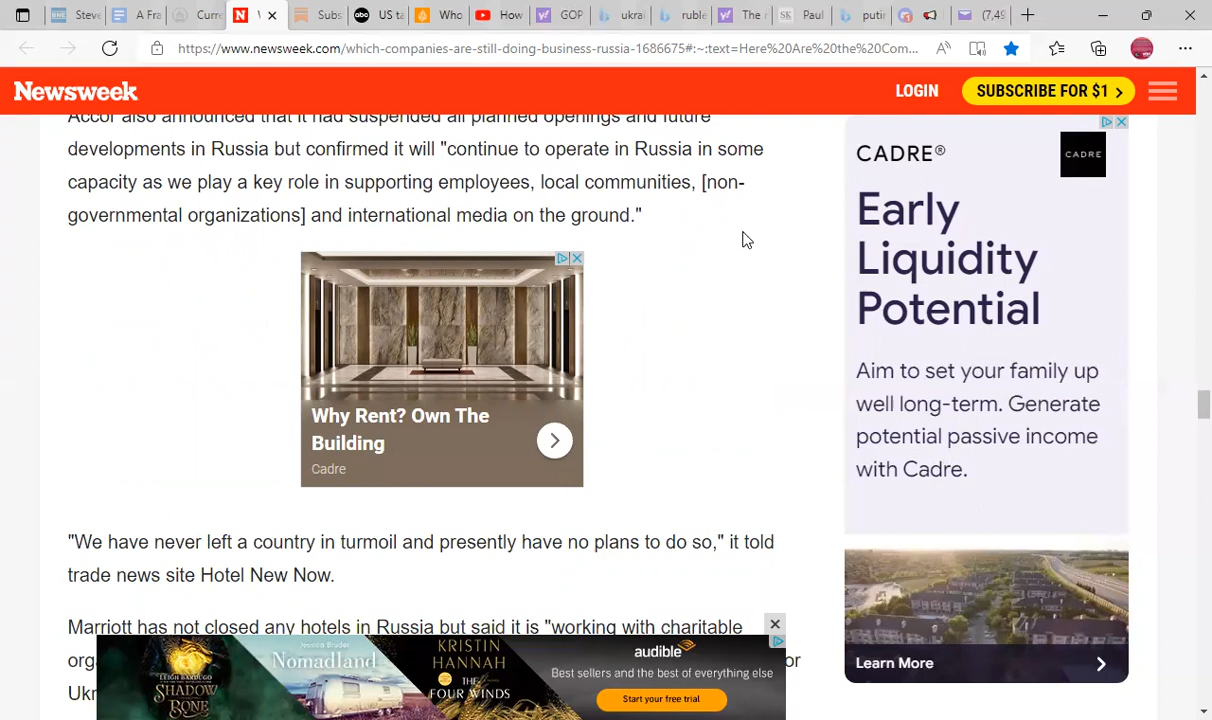 Steve
A Fra
Curre
Subs
US ta
Who
How
GOP
ukrai
ruble
The r
SK
Paul
putir
(7,49
https://www.newsweek.com/which-companies-are-still-doing-business-russia-1686675#:~:text=Here%20Are%20the%20Com...
Newsweek
LOGIN
SUBSCRIBE FOR $1
Accor also announced that it had suspended all planned openings and future
developments in Russia but confirmed it will "continue to operate in Russia in some
capacity as we play a key role in supporting employees, local communities, [non-
governmental organizations] and international media on the ground."
Why Rent? Own The
Building
Cadre
"We have never left a country in turmoil and presently have no plans to do so," it told
trade news site Hotel New Now.
Marriott has not closed any hotels in Russia but said it is "working with charitable
org
or
Ukr
CADRE®
CADRE
Early
Liquidity
Potential
Aim to set your family up
well long-term. Generate
potential passive income
with Cadre.
Learn More
LEIGH BARDUGO
SHADOW
BONE
Jessica Bruder
Nomadland
KRISTIN
HANNAH
THE
FOUR WINDS
audible
Best sellers and the best of everything else
Start your free trial